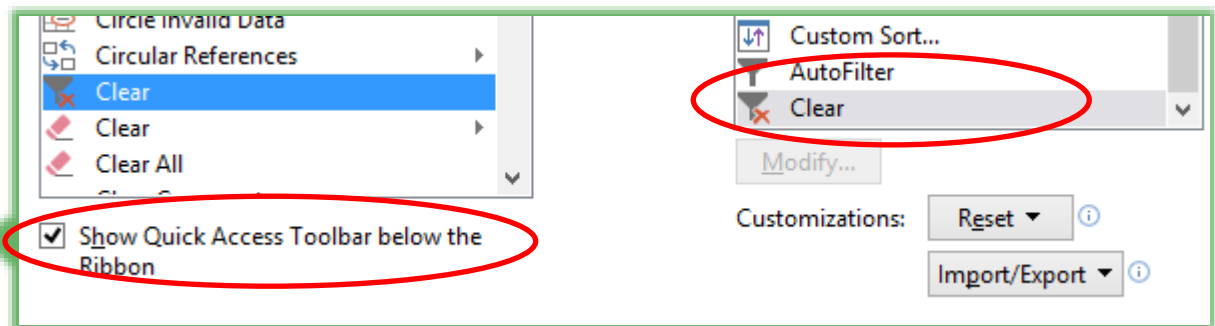 Circle Invalid Data
Circular References
Clear
Clear
Clear All
Show Quick Access Toolbar below the
Ribbon
Custom Sort...
AutoFilter
Clear
Modify...
Customizations:
Reset
Import/Export